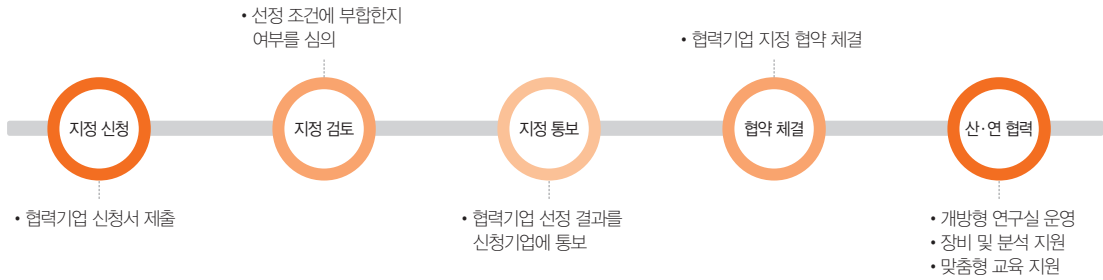 • 선정 조건에 부합한지
여부를 심의
• 협력기업 지정 협약 체결
지정 신청
지정 검토
지정 통보
협약 체결
산·연 협력
• 협력기업 신청서 제출
• 협력기업 선정 결과를
신청기업에 통보
• 개방형 연구실 운영
• 장비 및 분석 지원
• 맞춤형 교육 지원